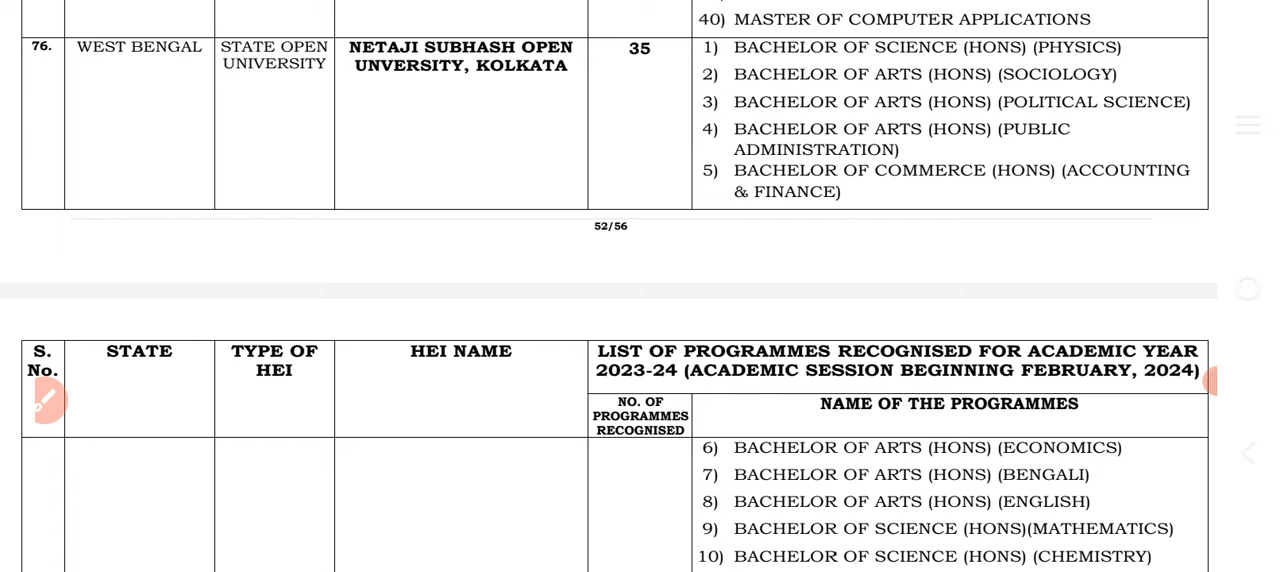 40) MASTER OF COMPUTER APPLICATIONS
76. WEST BENGAL STATE OPEN UNIVERSITY NETAJI SUBHASH OPEN UNVERSITY, KOLKATA 35 1) BACHELOR OF SCIENCE (HONS) (PHYSICS)
2) BACHELOR OF ARTS (HONS) (SOCIOLOGY)
3) BACHELOR OF ARTS (HONS) (POLITICAL SCIENCE)
4) BACHELOR OF ARTS (HONS) (PUBLIC
ADMINISTRATION)
5) BACHELOR OF COMMERCE (HONS) (ACCOUNTING
& FINANCE)
52/56
S. No. STATE TYPE OF HEI HEI NAME LIST OF PROGRAMMES RECOGNISED FOR ACADEMIC YEAR
2023-24 (ACADEMIC SESSION BEGINNING FEBRUARY, 2024)
NO. OF PROGRAMMES RECOGNISED NAME OF THE PROGRAMMES
6) BACHELOR OF ARTS (HONS) (ECONOMICS)
7) BACHELOR OF ARTS (HONS) (BENGALI)
8) BACHELOR OF ARTS (HONS) (ENGLISH)
9) BACHELOR OF SCIENCE (HONS)(MATHEMATICS)
10) BACHELOR OF SCIENCE (HONS) (CHEMISTRY)